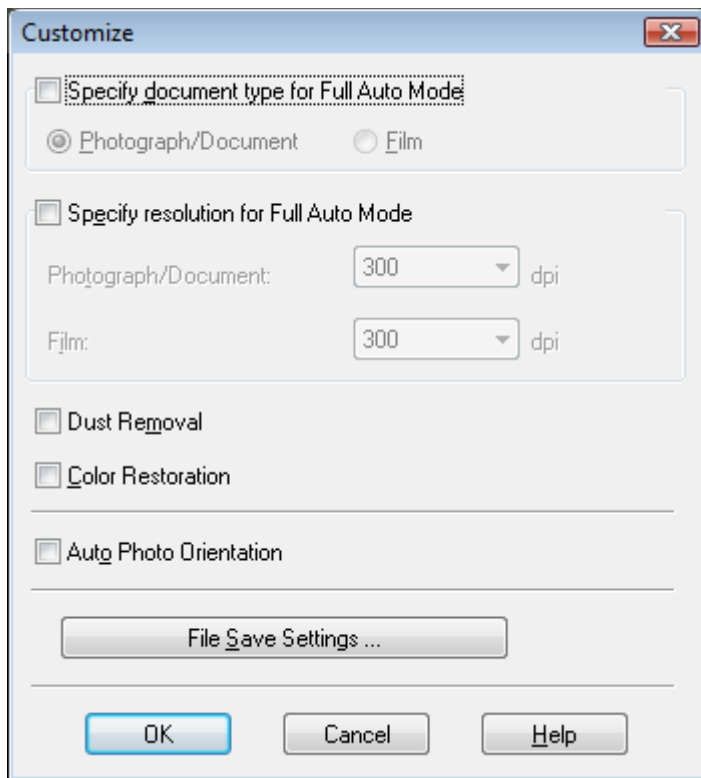 Customize
Specify document type for Full Auto Mode
Photograph/Document Film
Specify resolution for Full Auto Mode
Photograph/Document: 300 dpi
Film: 300 dpi
Dust Removal
Color Restoration
Auto Photo Orientation
File Save Settings ...
OK Cancel Help